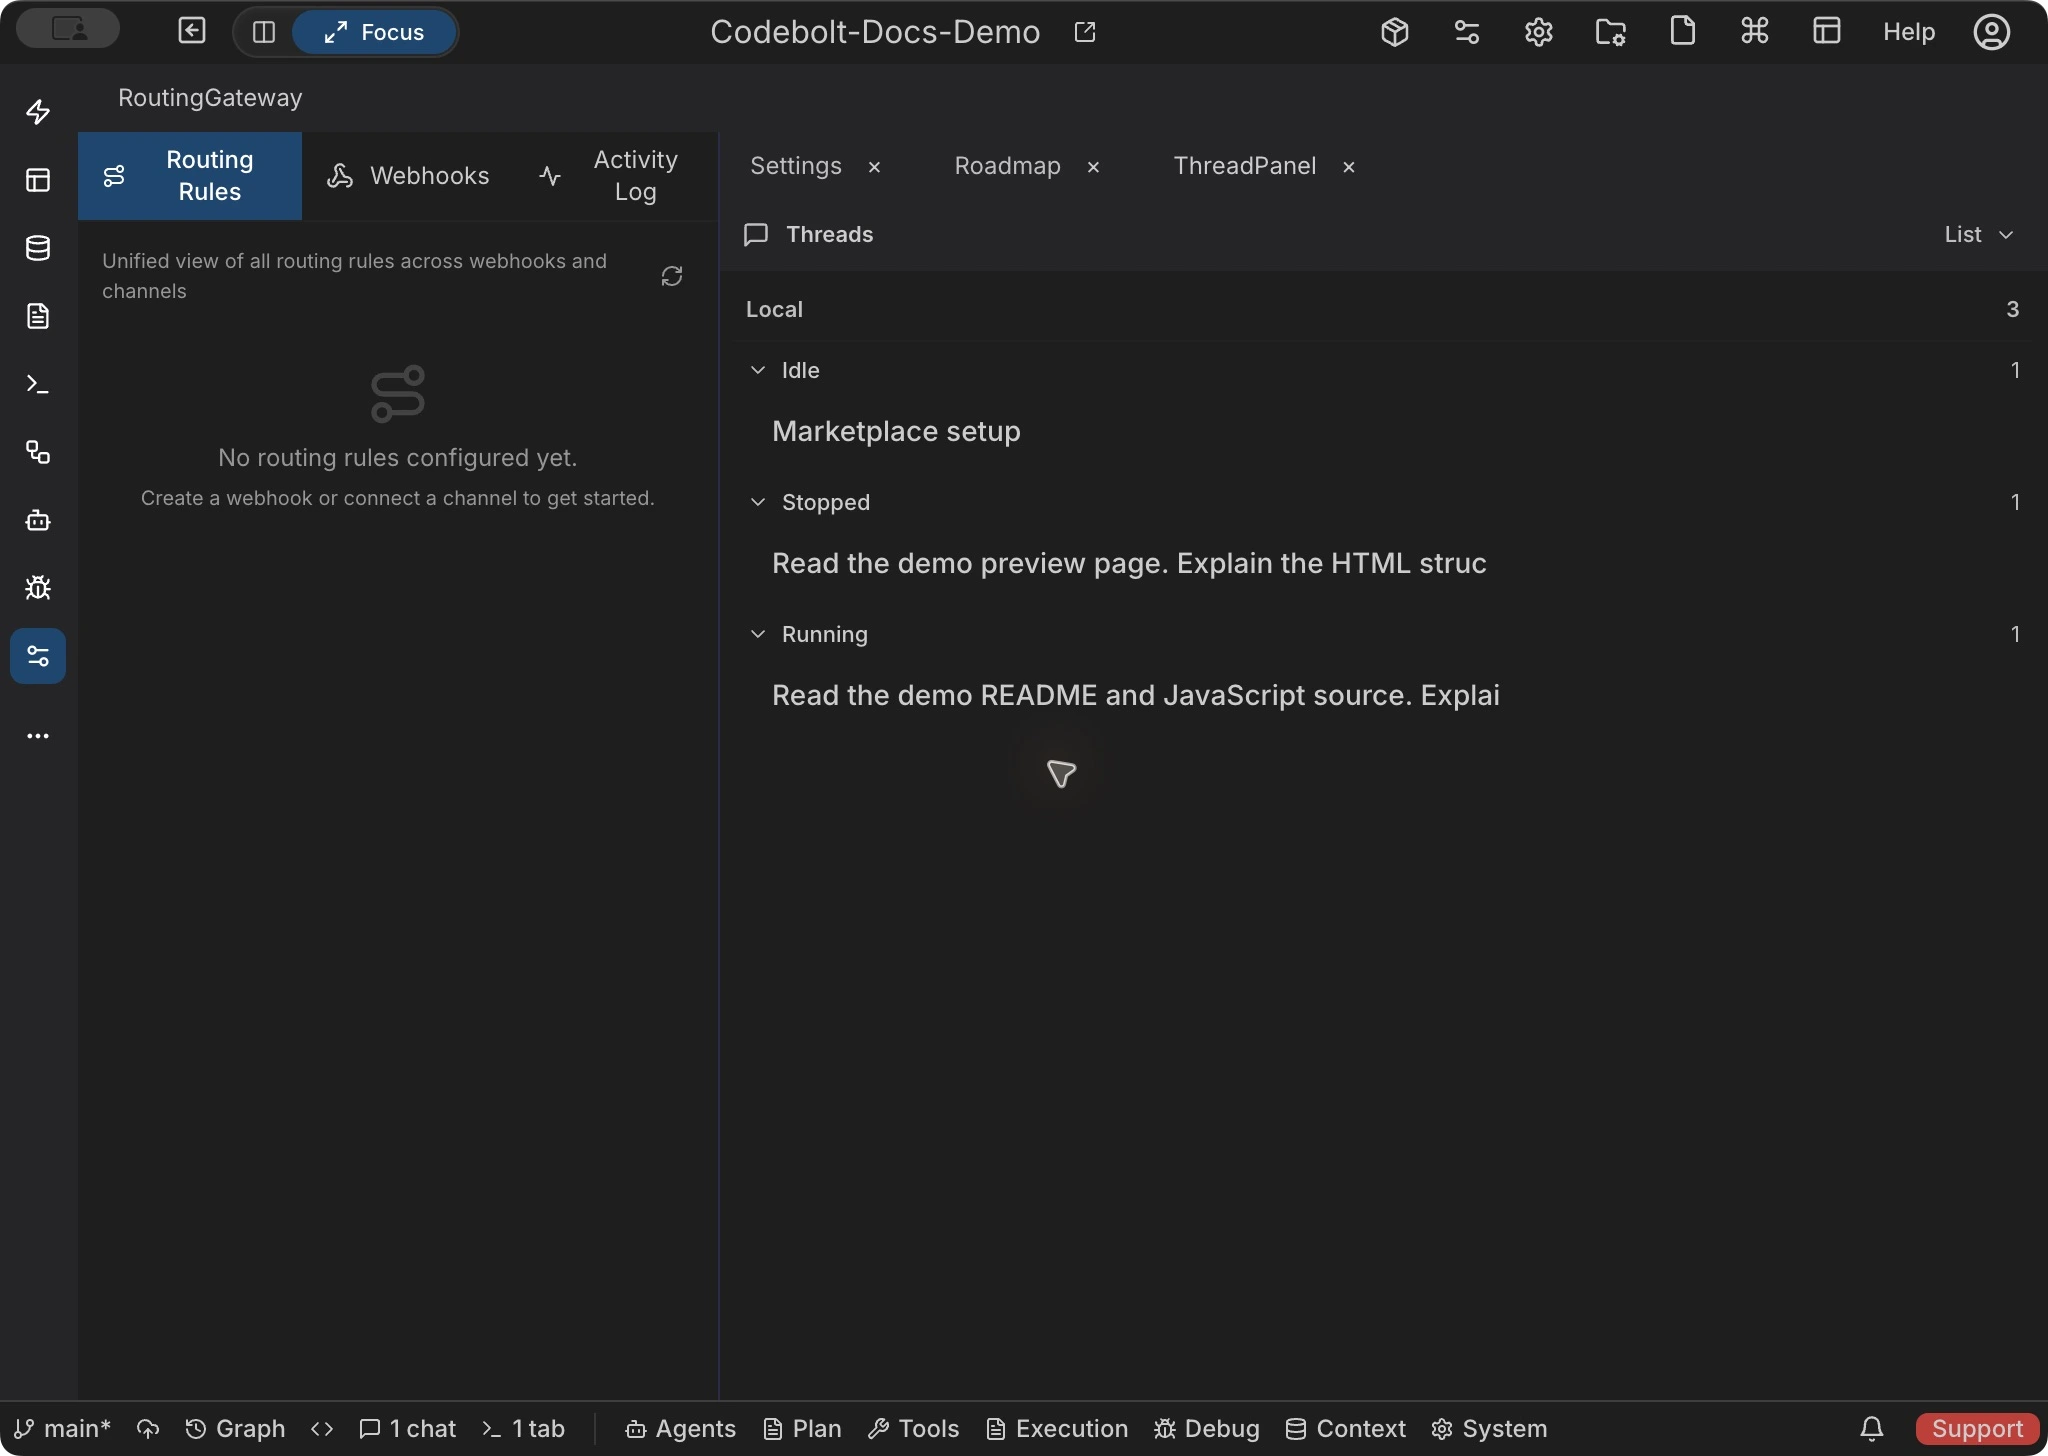 Focus
Codebolt-Docs-Demo
Help
RoutingGateway
Routing
Rules
Webhooks
Activity
Log
Unified view of all routing rules across webhooks and
channels
No routing rules configured yet.
Create a webhook or connect a channel to get started.
Settings
Roadmap
ThreadPanel
Threads
List
Local 3
Idle 1
Marketplace setup
Stopped 1
Read the demo preview page. Explain the HTML struc
Running 1
Read the demo README and JavaScript source. Explai
main* Graph 1 chat 1 tab Agents Plan Tools Execution Debug Context System Support